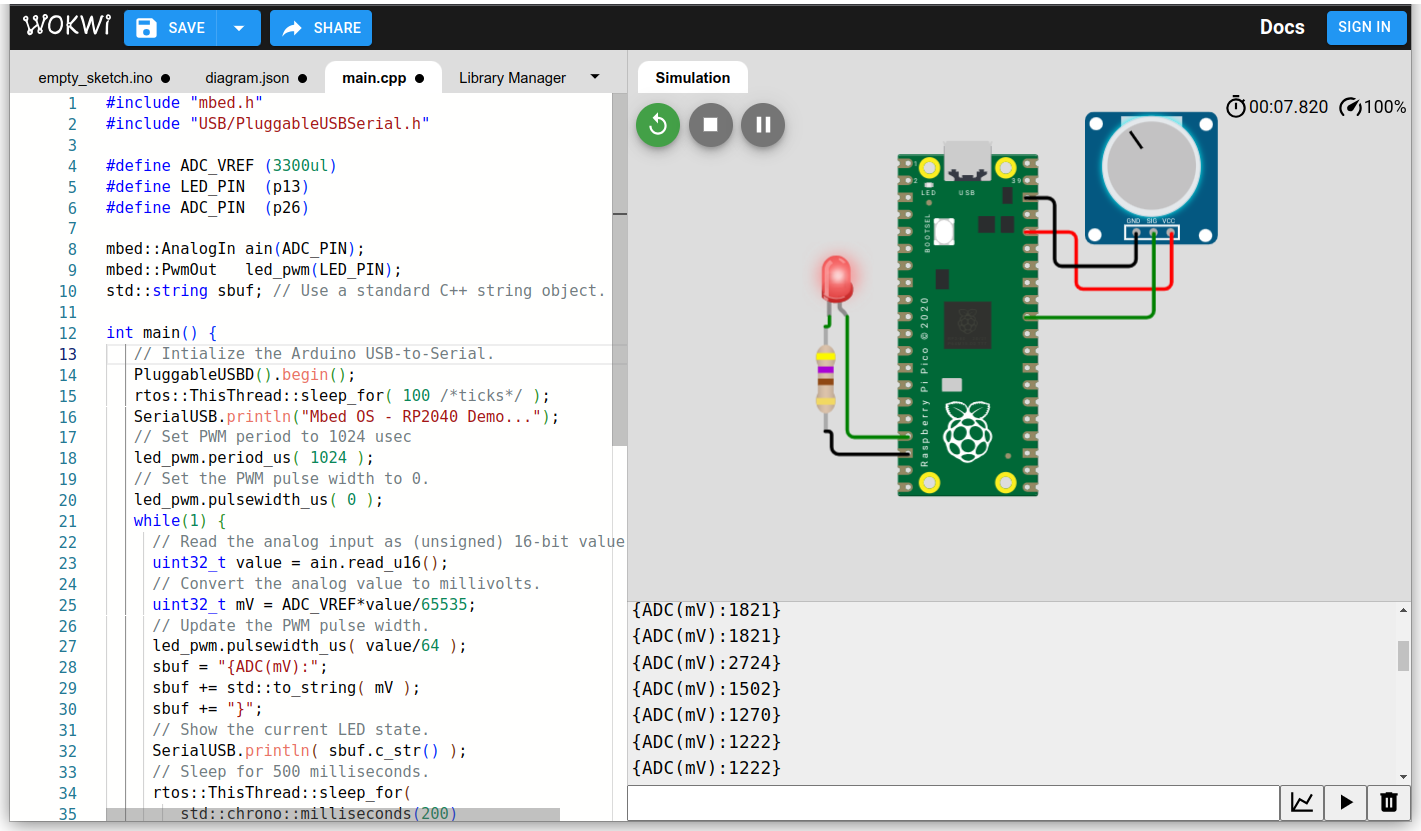 WOKWI SAVE SHARE Docs SIGN IN
empty_sketch.ino ● diagram.json ● main.cpp ● Library Manager
1 #include "mbed.h"
2 #include "USB/PluggableUSBSerial.h"
3
4 #define ADC_VREF (3300ul)
5 #define LED_PIN  (p13)
6 #define ADC_PIN  (p26)
7
8 mbed::AnalogIn ain(ADC_PIN);
9 mbed::PwmOut   led_pwm(LED_PIN);
10 std::string sbuf; // Use a standard C++ string object.
11
12 int main() {
13 // Intialize the Arduino USB-to-Serial.
14 PluggableUSBD().begin();
15 rtos::ThisThread::sleep_for( 100 /*ticks*/ );
16 SerialUSB.println("Mbed OS - RP2040 Demo...");
17 // Set PWM period to 1024 usec
18 led_pwm.period_us( 1024 );
19 // Set the PWM pulse width to 0.
20 led_pwm.pulsewidth_us( 0 );
21 while(1) {
22 // Read the analog input as (unsigned) 16-bit value
23 uint32_t value = ain.read_u16();
24 // Convert the analog value to millivolts.
25 uint32_t mV = ADC_VREF*value/65535;
26 // Update the PWM pulse width.
27 led_pwm.pulsewidth_us( value/64 );
28 sbuf = "{ADC(mV):";
29 sbuf += std::to_string( mV );
30 sbuf += "}";
31 // Show the current LED state.
32 SerialUSB.println( sbuf.c_str() );
33 // Sleep for 500 milliseconds.
34 rtos::ThisThread::sleep_for(
35 std::chrono::milliseconds(200)
Simulation
00:07.820 100%
1
2
39
LED USB
BOOTSEL
Raspberry Pi Pico ©2020
GND SIG VCC
{ADC(mV):1821}
{ADC(mV):1821}
{ADC(mV):2724}
{ADC(mV):1502}
{ADC(mV):1270}
{ADC(mV):1222}
{ADC(mV):1222}